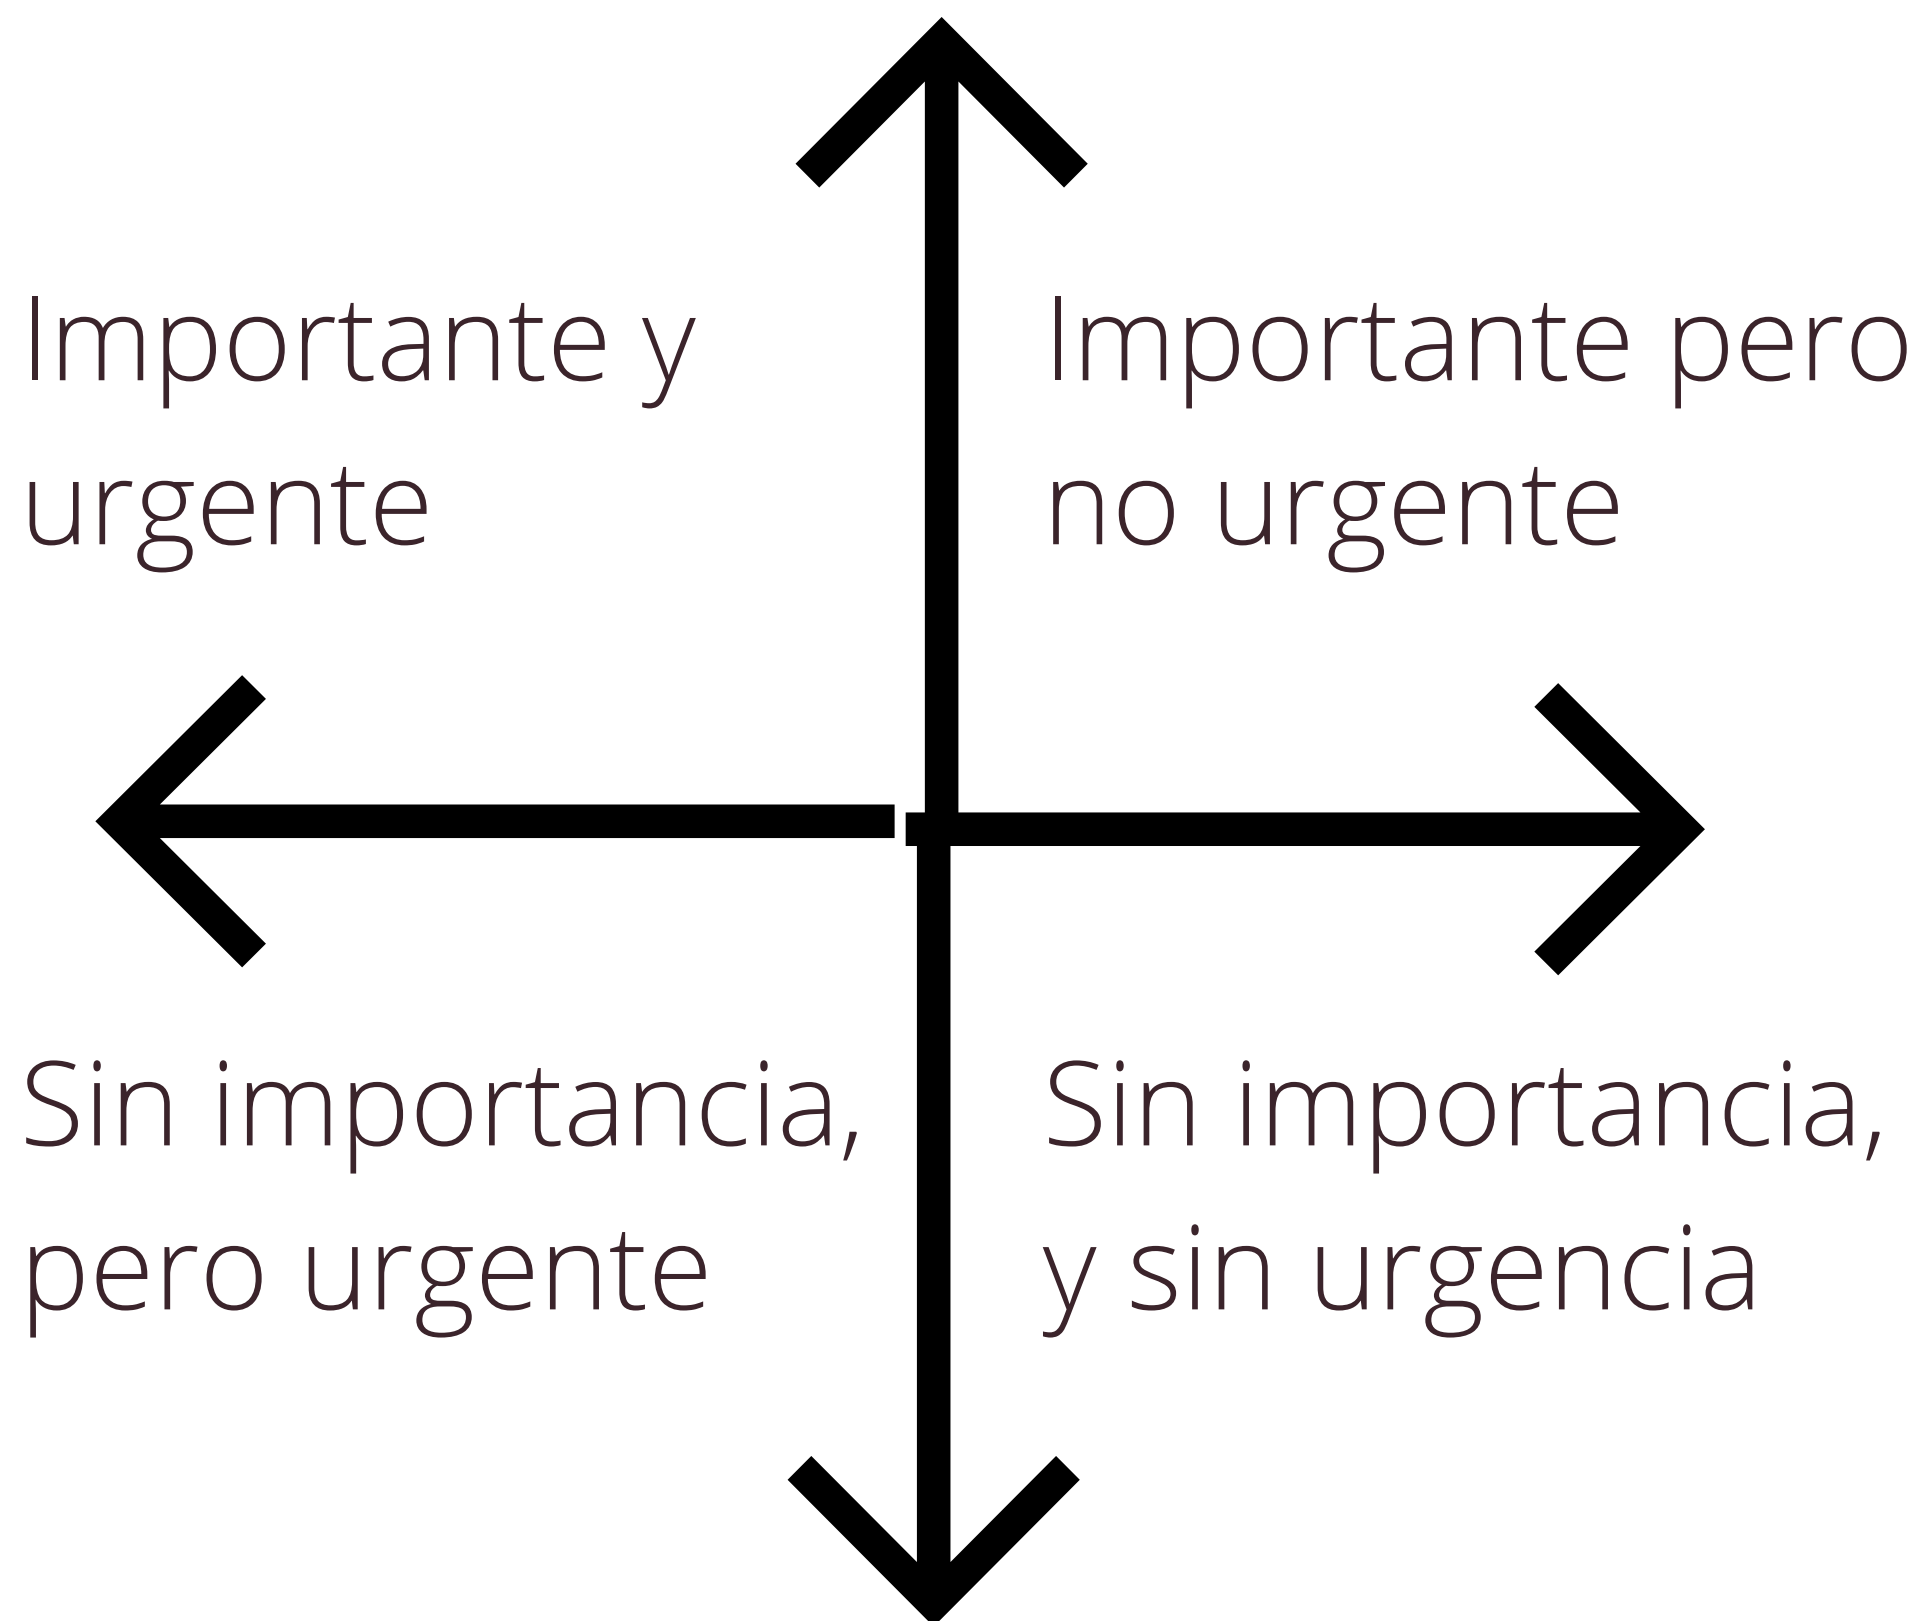 Importante y
urgente
Importante pero
no urgente
Sin importancia,
pero urgente
Sin importancia,
y sin urgencia